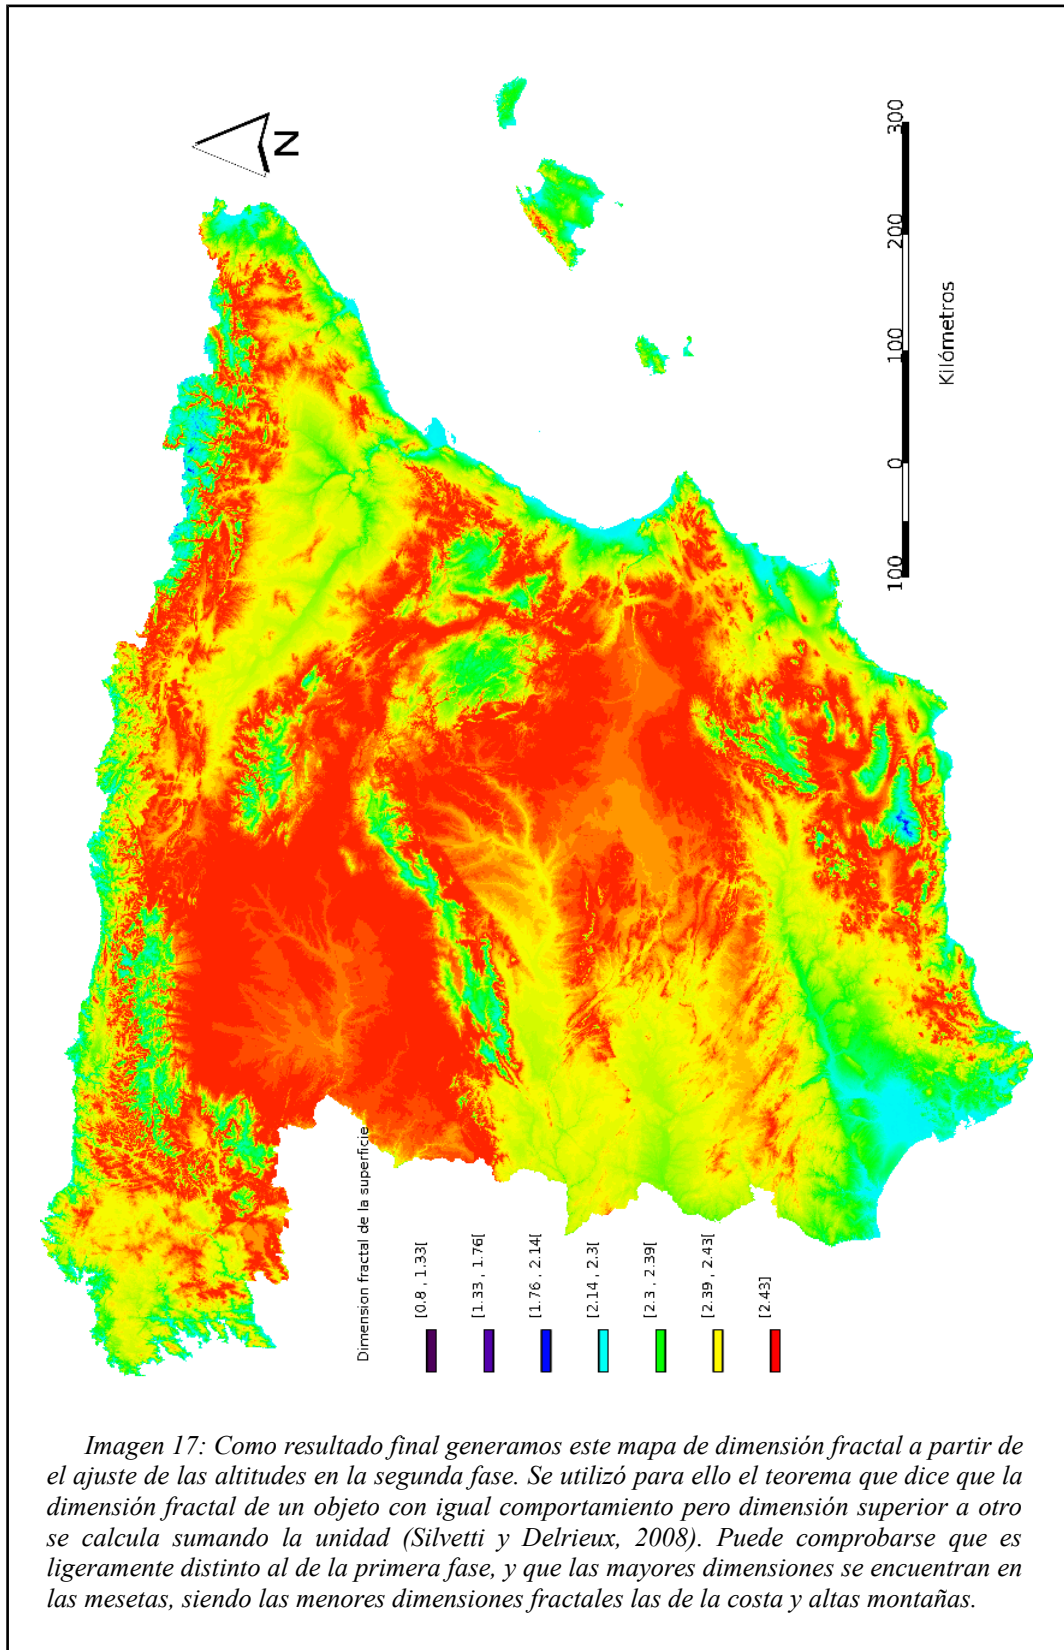 N
300
200
100
0
100
Kilómetros
Dimension fractal de la superficie
[0.8 , 1.33[
[1.33 , 1.76[
[1.76 , 2.14[
[2.14 , 2.3[
[2.3 , 2.39[
[2.39 , 2.43[
[2.43]
Imagen 17: Como resultado final generamos este mapa de dimensión fractal a partir de
el ajuste de las altitudes en la segunda fase. Se utilizó para ello el teorema que dice que la
dimensión fractal de un objeto con igual comportamiento pero dimensión superior a otro
se calcula sumando la unidad (Silvetti y Delrieux, 2008). Puede comprobarse que es
ligeramente distinto al de la primera fase, y que las mayores dimensiones se encuentran en
las mesetas, siendo las menores dimensiones fractales las de la costa y altas montañas.